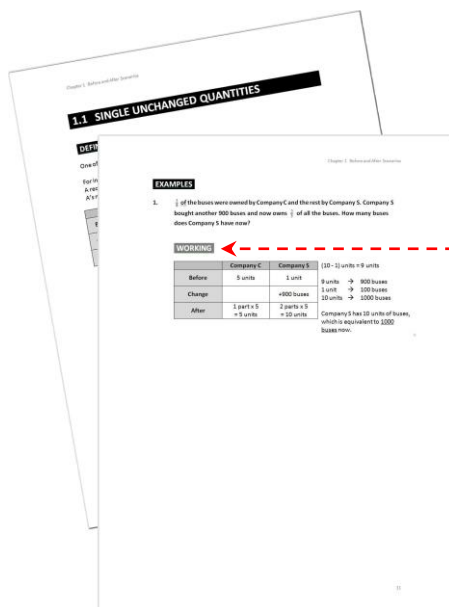 Chapter 1 Before and After Scenarios
1.1 SINGLE UNCHANGED QUANTITIES
DEFIN
One of
For in
A rec
A's r
Chapter 1 Before and After Scenarios
EXAMPLES
1. of the buses were owned by Company C and the rest by Company S. Company S
bought another 900 buses and now owns of all the buses. How many buses
does Company S have now?
WORKING
Company C Company S
Before 5 units 1 unit
Change +900 buses
After 1 part x 5 2 parts x 5
= 5 units = 10 units
(10 - 1) units = 9 units
9 units → 900 buses
1 unit → 100 buses
10 units → 1000 buses
Company S has 10 units of buses,
which is equivalent to 1000
buses now.
11